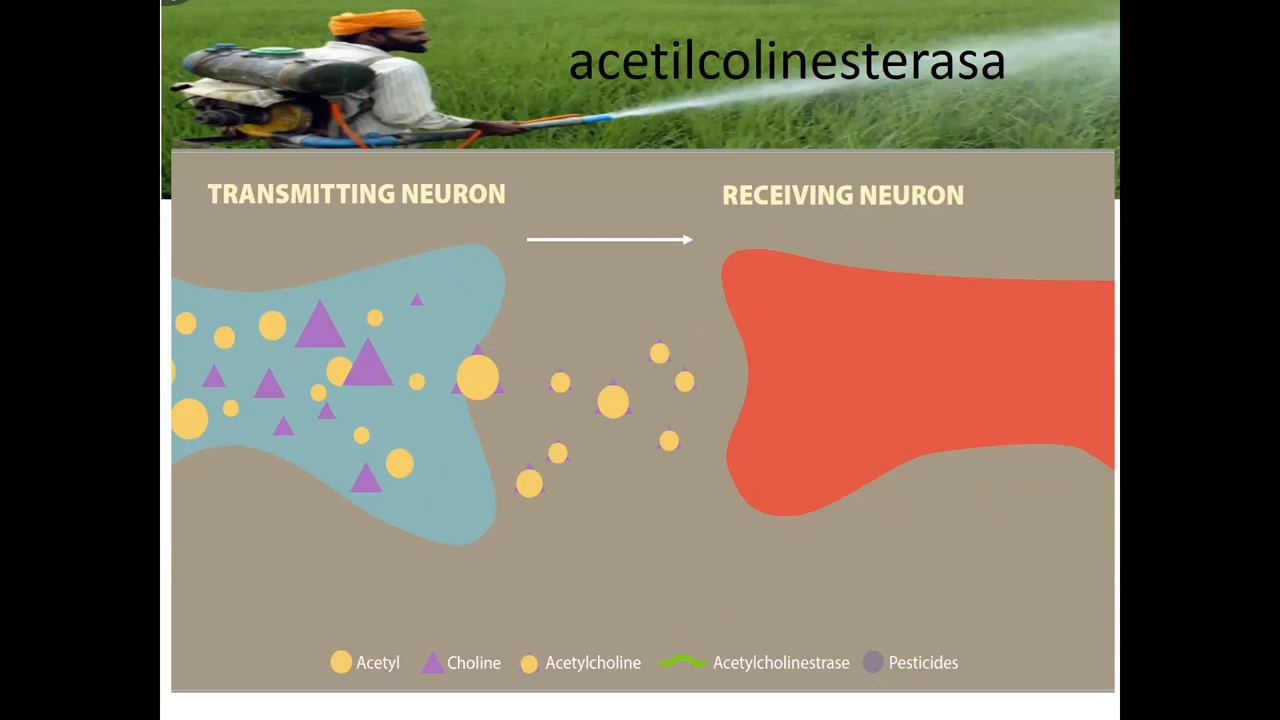 acetilcolinesterasa
TRANSMITTING NEURON
RECEIVING NEURON
Acetyl
Choline
Acetylcholine
Acetylcholinestrase
Pesticides